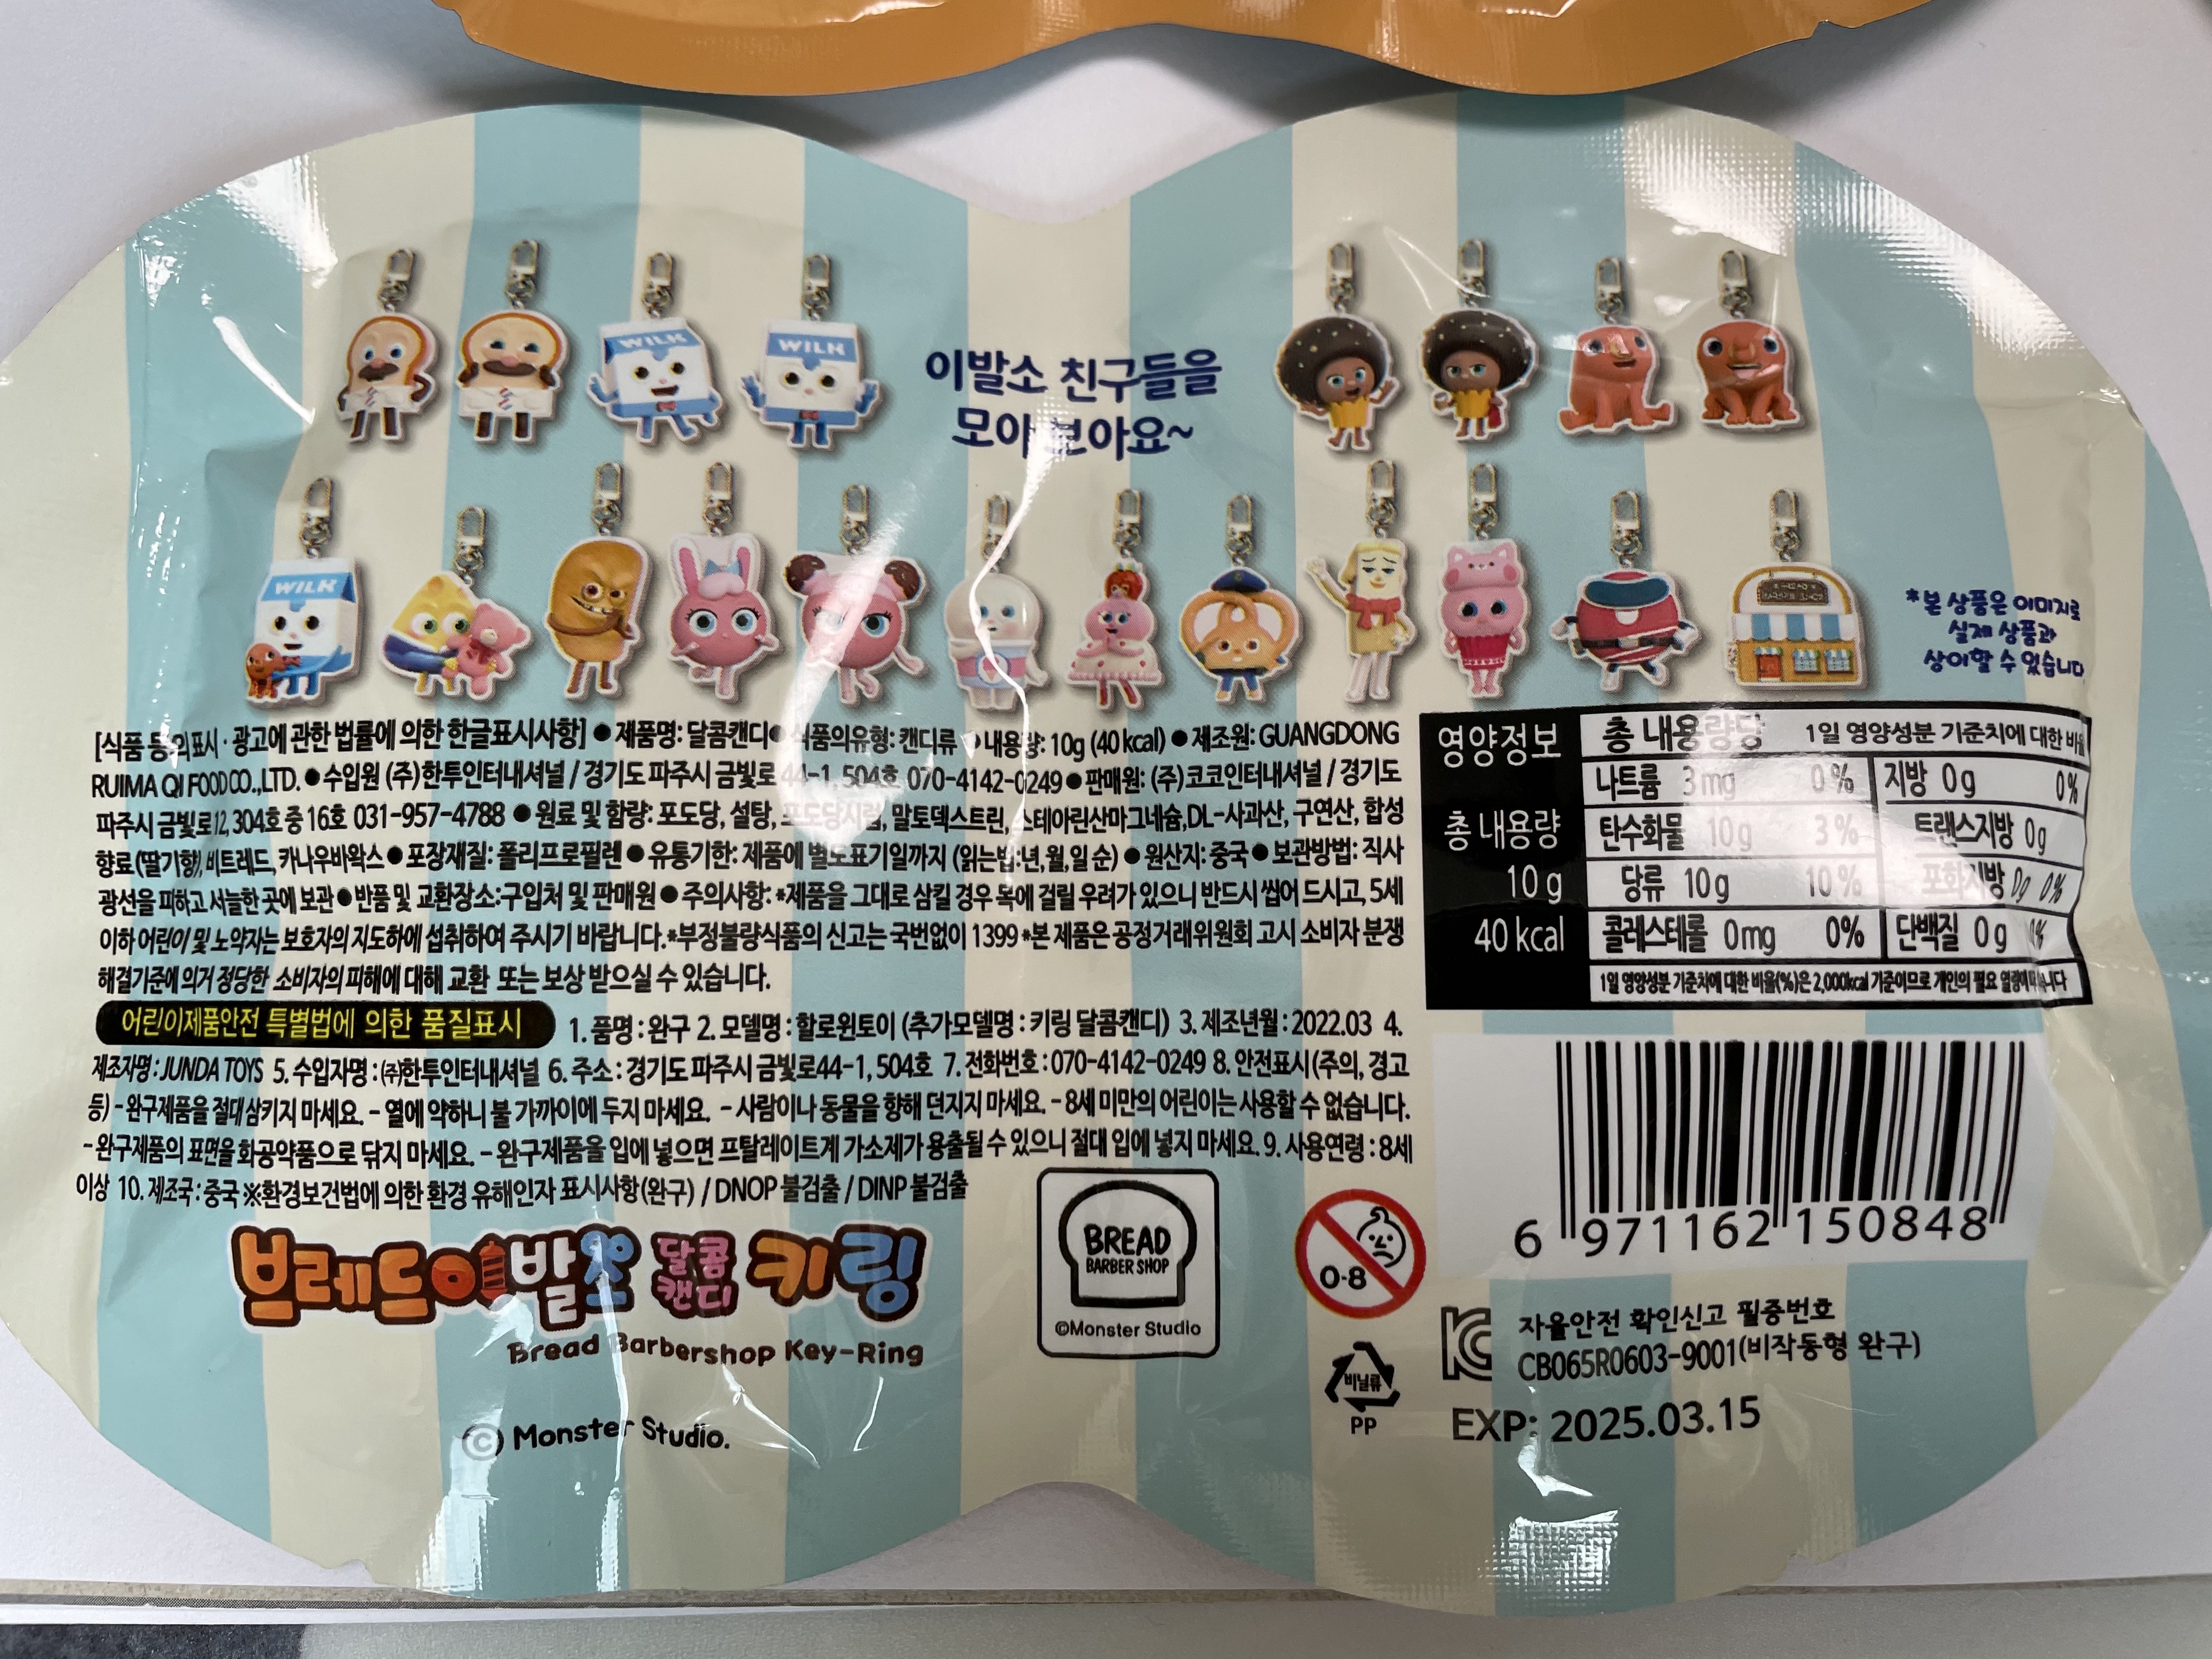 WILK
WILK
이발소 친구들을
모아 보아요~
WILK
*본 상품은 이미지로
실제 상품과
상이할 수 있습니다
[식품 등의 표시·광고에 관한 법률에 의한 한글표시사항] ● 제품명: 달콤캔디 ● 식품의유형: 캔디류 ● 내용량: 10g (40 kcal) ● 제조원: GUANGDONG
RUIMA QI FOOD CO.,LTD. ● 수입원 (주)한투인터내셔널 / 경기도 파주시 금빛로 44-1, 504호 070-4142-0249 ● 판매원: (주)코코인터내셔널 / 경기도
파주시 금빛로12, 304호 중 16호 031-957-4788 ● 원료 및 함량: 포도당, 설탕, 포도당시럽, 말토덱스트린, 스테아린산마그네슘, DL-사과산, 구연산, 합성
향료(딸기향), 비트레드, 카나우바왁스 ● 포장재질: 폴리프로필렌 ● 유통기한: 제품에 별도표기일까지 (읽는법:년,월,일 순) ● 원산지: 중국 ● 보관방법: 직사
광선을 피하고 서늘한 곳에 보관 ● 반품 및 교환장소:구입처 및 판매원 ● 주의사항: *제품을 그대로 삼킬 경우 목에 걸릴 우려가 있으니 반드시 씹어 드시고, 5세
이하 어린이 및 노약자는 보호자의 지도하에 섭취하여 주시기 바랍니다.*부정불량식품의 신고는 국번없이 1399 *본 제품은 공정거래위원회 고시 소비자 분쟁
해결기준에 의거 정당한 소비자의 피해에 대해 교환 또는 보상 받으실 수 있습니다.
영양정보
총 내용량
10 g
40 kcal
총 내용량당 1일 영양성분 기준치에 대한 비율
나트륨 3 mg 0 % 지방 0 g 0 %
탄수화물 10 g 3 % 트랜스지방 0 g
당류 10 g 10 % 포화지방 0 g 0 %
콜레스테롤 0 mg 0% 단백질 0 g
1일 영양성분 기준치에 대한 비율(%)은 2,000kcal 기준이므로 개인의 필요 열량에
어린이제품안전 특별법에 의한 품질표시 1. 품명 : 완구 2. 모델명 : 할로윈토이 (추가모델명 : 키링 달콤캔디) 3. 제조년월 : 2022.03 4.
제조자명 : JUNDA TOYS 5. 수입자명 : (주)한투인터내셔널 6. 주소 : 경기도 파주시 금빛로44-1, 504호 7. 전화번호 : 070-4142-0249 8. 안전표시 (주의, 경고
등) - 완구제품을 절대 삼키지 마세요. - 열에 약하니 불 가까이에 두지 마세요. - 사람이나 동물을 향해 던지지 마세요. - 8세 미만의 어린이는 사용할 수 없습니다.
- 완구제품의 표면을 화공약품으로 닦지 마세요. - 완구제품을 입에 넣으면 프탈레이트계 가소제가 용출될 수 있으니 절대 입에 넣지 마세요. 9. 사용연령 : 8세
이상 10. 제조국 : 중국 ※환경보건법에 의한 환경 유해인자 표시사항(완구) / DNOP 불검출 / DINP 불검출
6 971162 150848
브레드이발소 달콤캔디 키링
Bread Barbershop Key-Ring
© Monster Studio.
BREAD
BARBER SHOP
©Monster Studio
0-8
비닐류
PP
KC 자율안전 확인신고 필증번호
CB065R0603-9001(비작동형 완구)
EXP: 2025.03.15